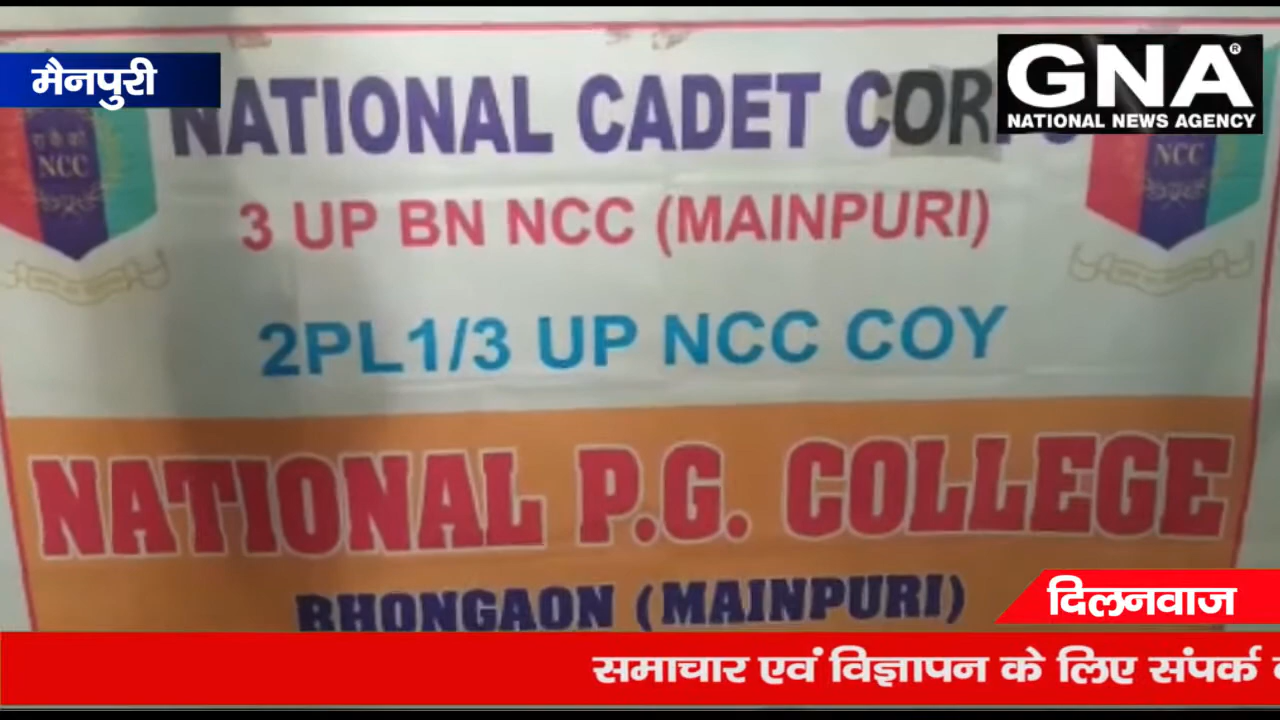 मैनपुरी
GNA®
NATIONAL NEWS AGENCY
NATIONAL CADET CORPS
रा के को
NCC
NCC
3 UP BN NCC (MAINPURI)
2PL1/3 UP NCC COY
NATIONAL P.G. COLLEGE
BHONGAON (MAINPURI)
दिलनवाज
समाचार एवं विज्ञापन के लिए संपर्क